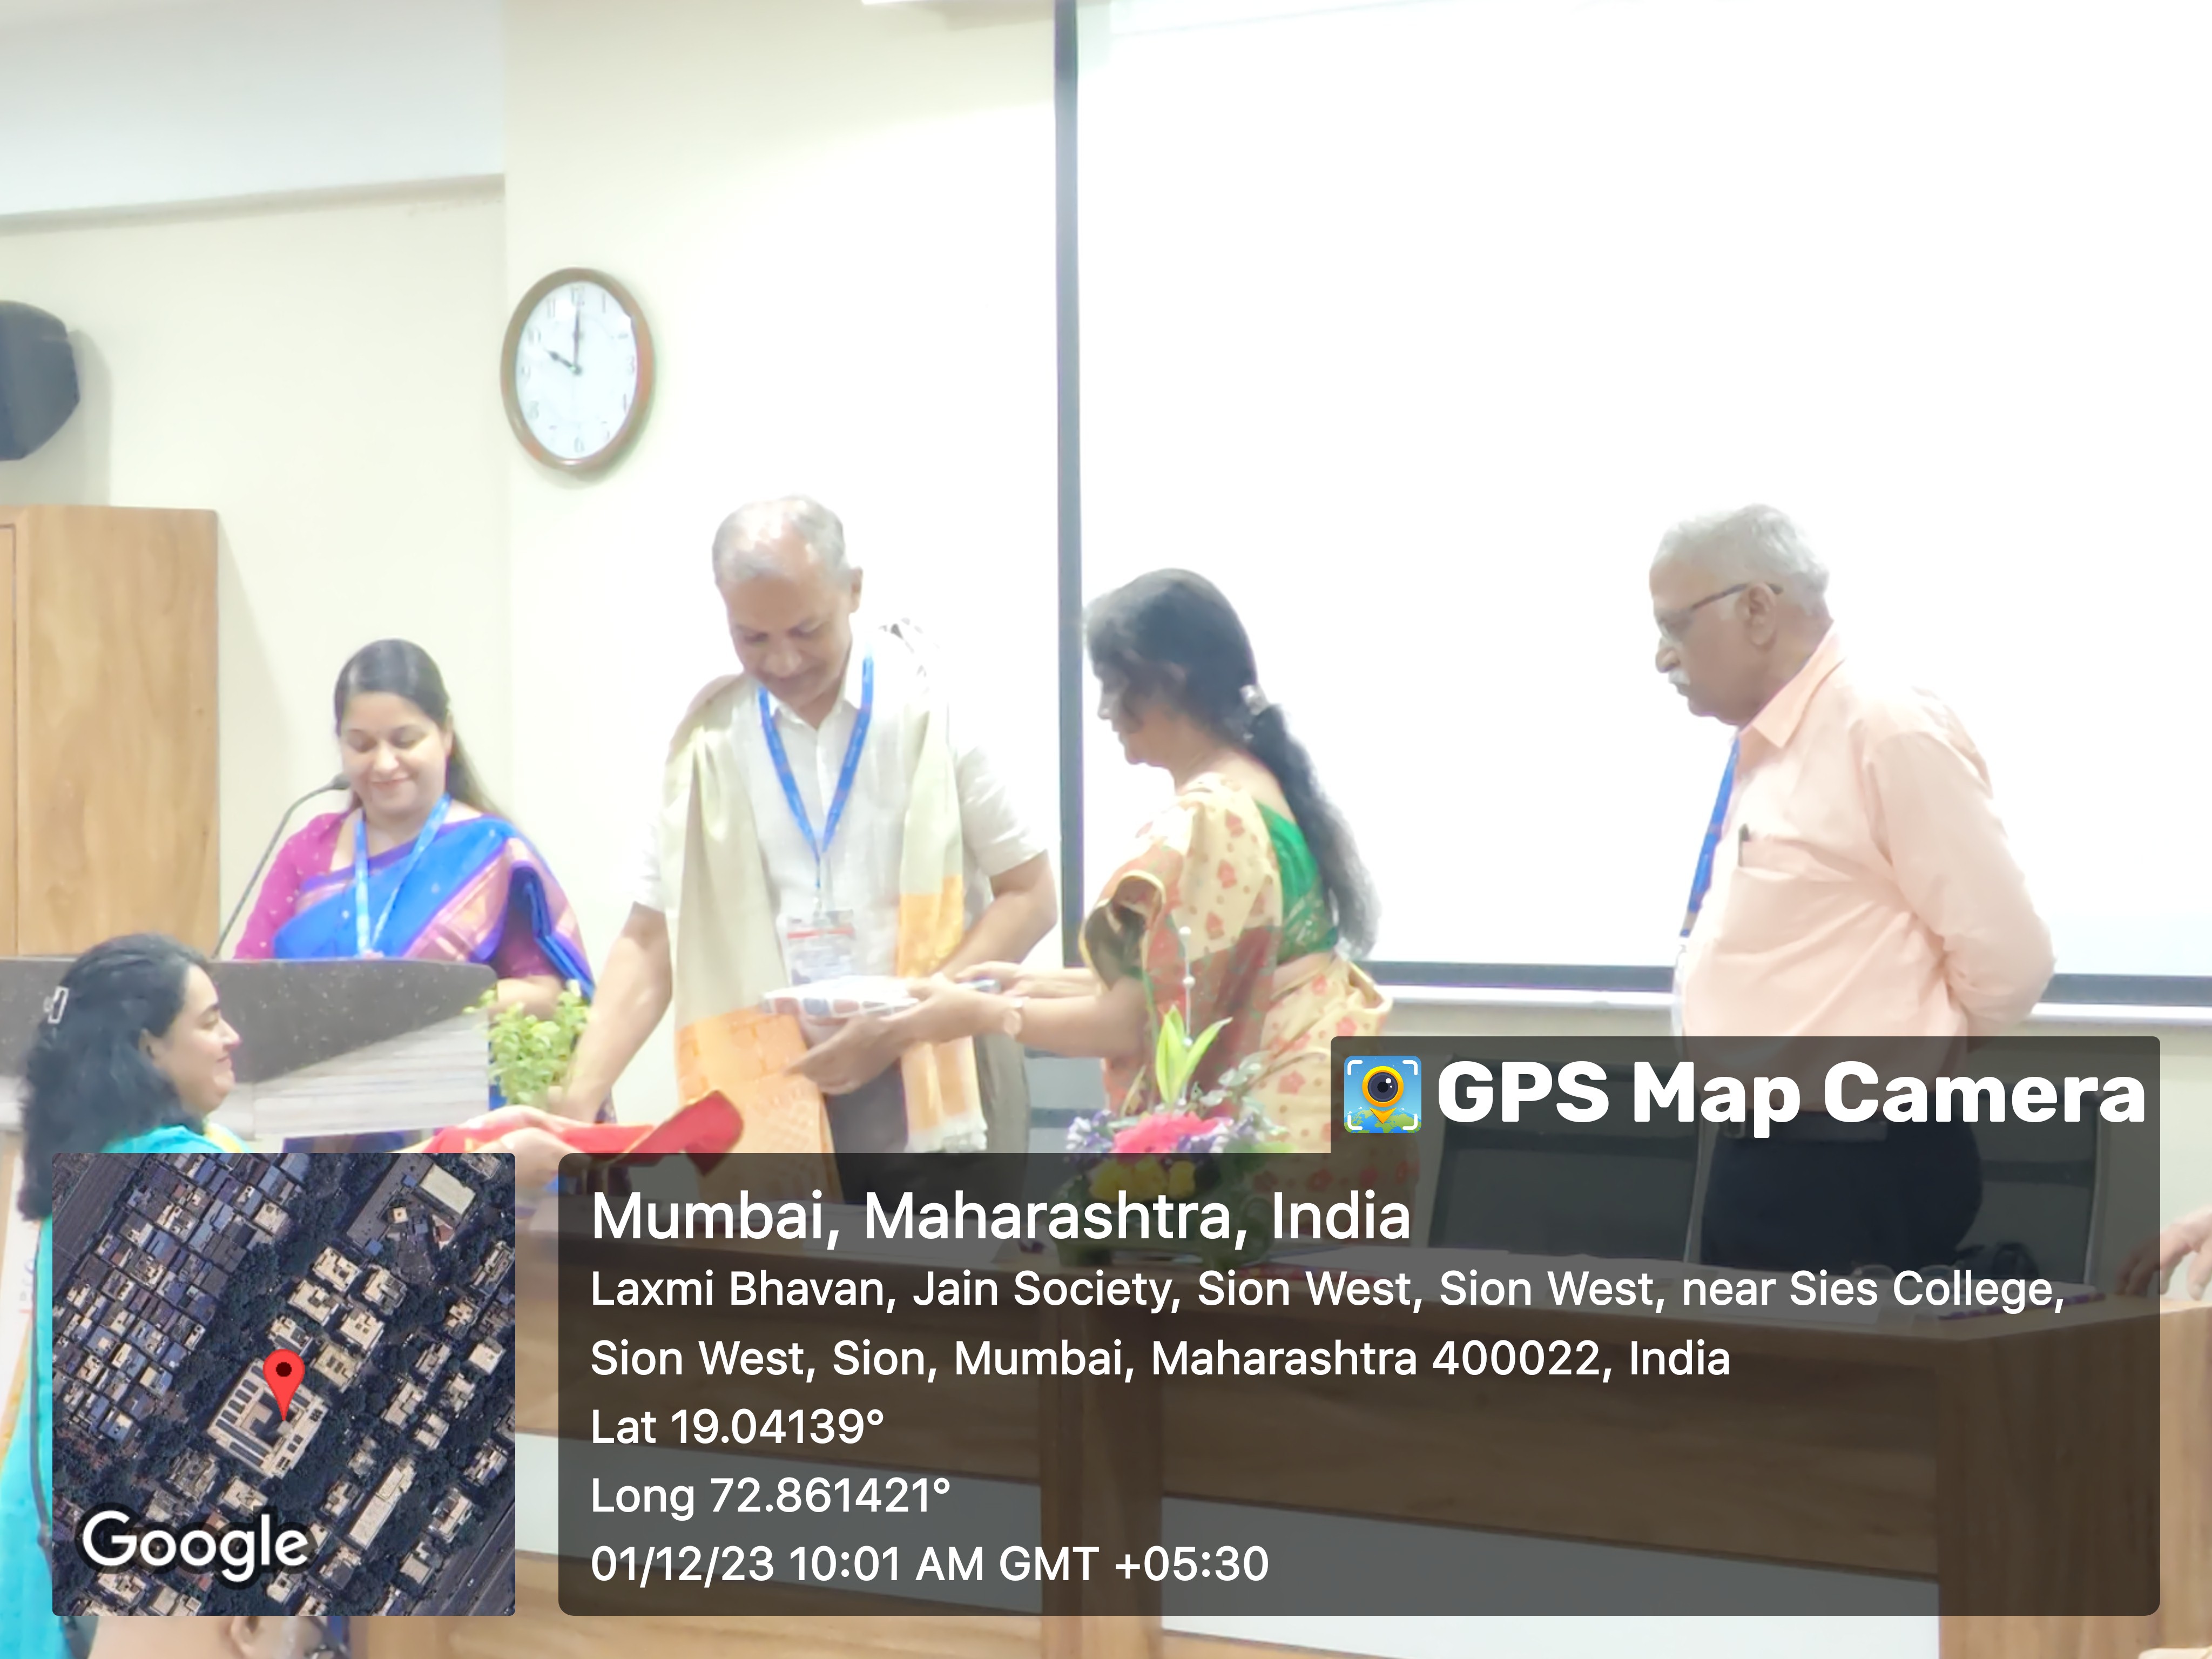 GPS Map Camera
Mumbai, Maharashtra, India
Laxmi Bhavan, Jain Society, Sion West, Sion West, near Sies College,
Sion West, Sion, Mumbai, Maharashtra 400022, India
Lat 19.04139°
Long 72.861421°
01/12/23 10:01 AM GMT +05:30
Google